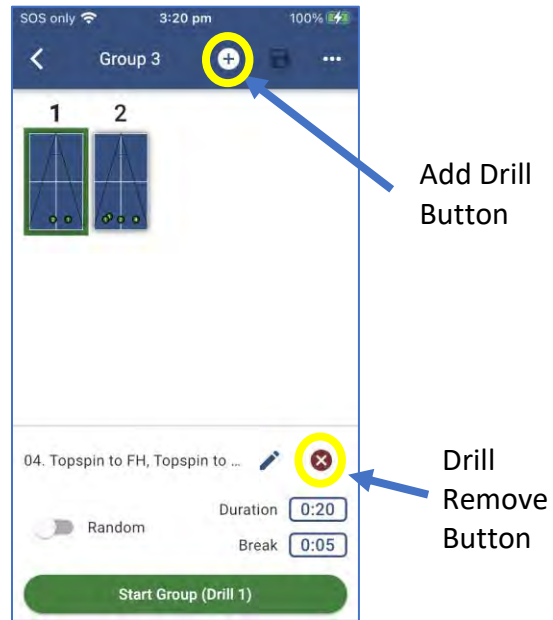 SOS only 3:20 pm 100%
Group 3
1 2
Add Drill
Button
04. Topspin to FH, Topspin to ...
Drill
Remove
Button
Duration 0:20
Random
Break 0:05
Start Group (Drill 1)